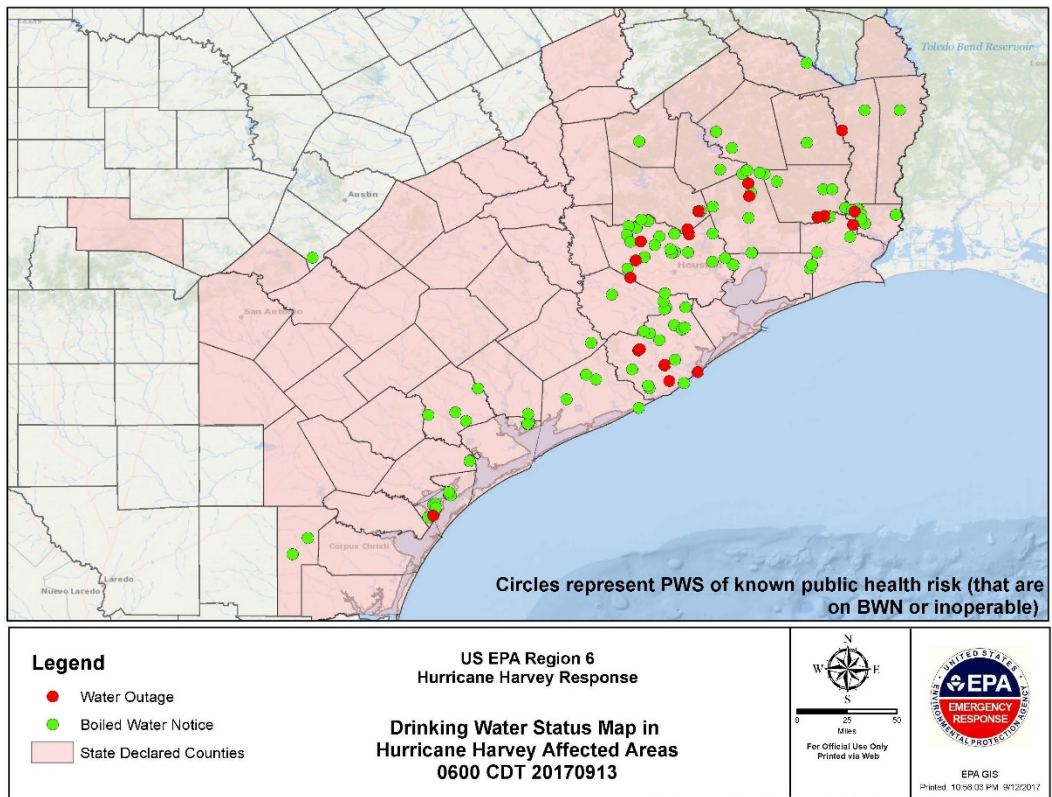 Toledo Bend Reservoir
Austin
Houston
San Antonio
Corpus Christi
Laredo
Nuevo Laredo
Circles represent PWS of known public health risk (that are
on BWN or inoperable)
Legend
Water Outage
Boiled Water Notice
State Declared Counties
US EPA Region 6
Hurricane Harvey Response
Drinking Water Status Map in
Hurricane Harvey Affected Areas
0600 CDT 20170913
N
W E
S
0 25 50
Miles
For Official Use Only
Printed via Web
UNITED STATES
EPA
EMERGENCY
RESPONSE
ENVIRONMENTAL PROTECTION AGENCY
EPA GIS
Printed: 10:56:03 PM 9/12/2017